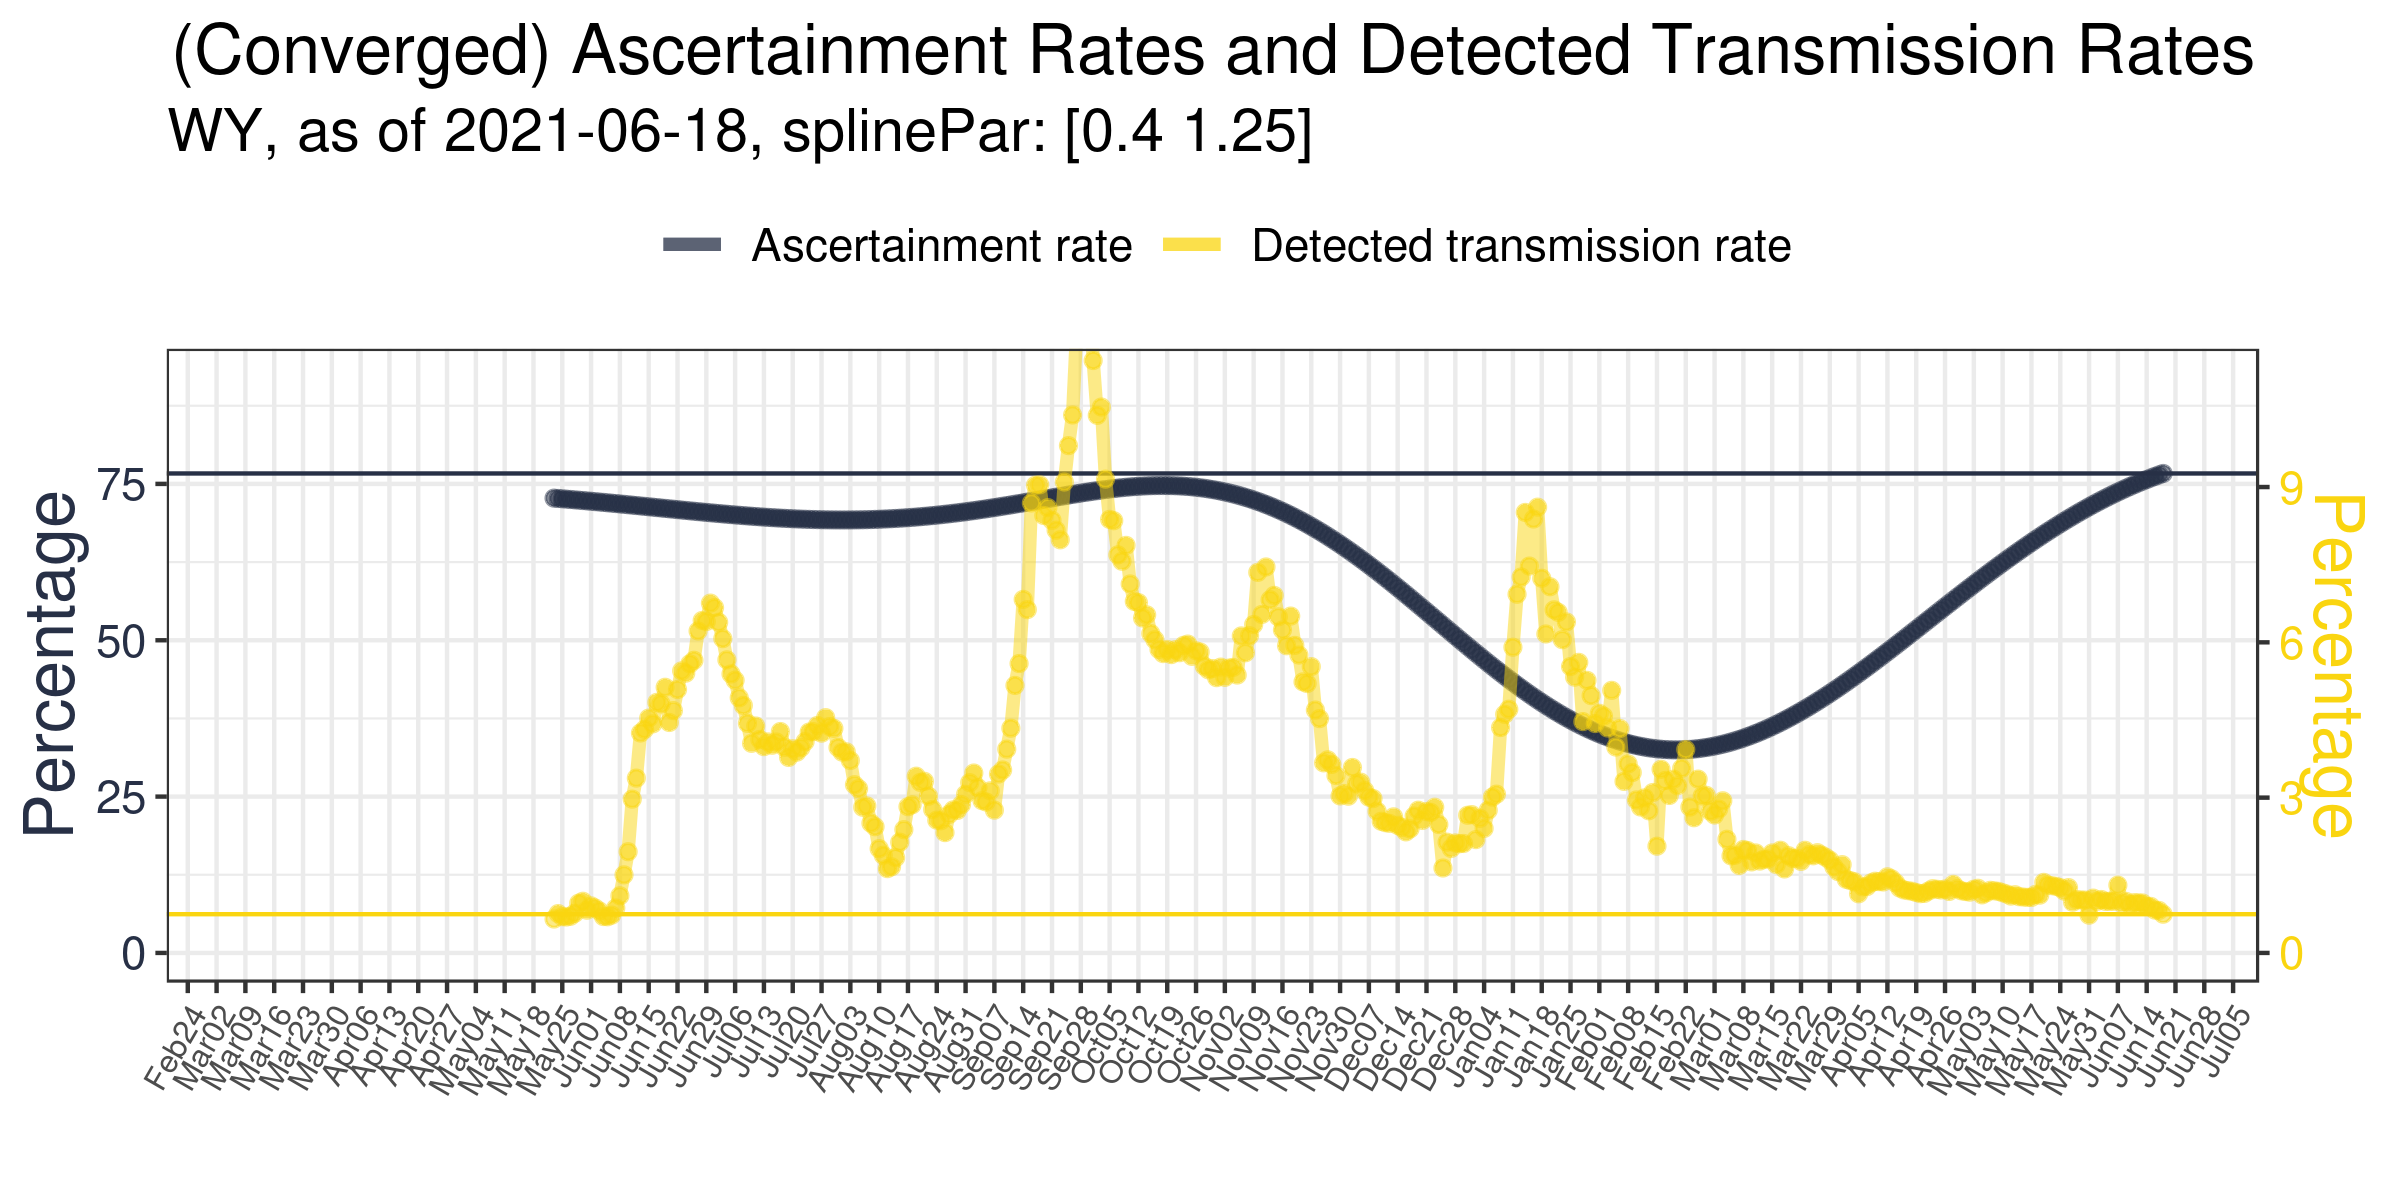 (Converged) Ascertainment Rates and Detected Transmission Rates
WY, as of 2021-06-18, splinePar: [0.4 1.25]
Ascertainment rate
Detected transmission rate
Percentage
75
50
25
0
9
6
3
0
Percentage
Feb24
Mar02
Mar09
Mar16
Mar23
Mar30
Apr06
Apr13
Apr20
Apr27
May04
May11
May18
May25
Jun01
Jun08
Jun15
Jun22
Jun29
Jul06
Jul13
Jul20
Jul27
Aug03
Aug10
Aug17
Aug24
Aug31
Sep07
Sep14
Sep21
Sep28
Oct05
Oct12
Oct19
Oct26
Nov02
Nov09
Nov16
Nov23
Nov30
Dec07
Dec14
Dec21
Dec28
Jan04
Jan11
Jan18
Jan25
Feb01
Feb08
Feb15
Feb22
Mar01
Mar08
Mar15
Mar22
Mar29
Apr05
Apr12
Apr19
Apr26
May03
May10
May17
May24
May31
Jun07
Jun14
Jun21
Jun28
Jul05